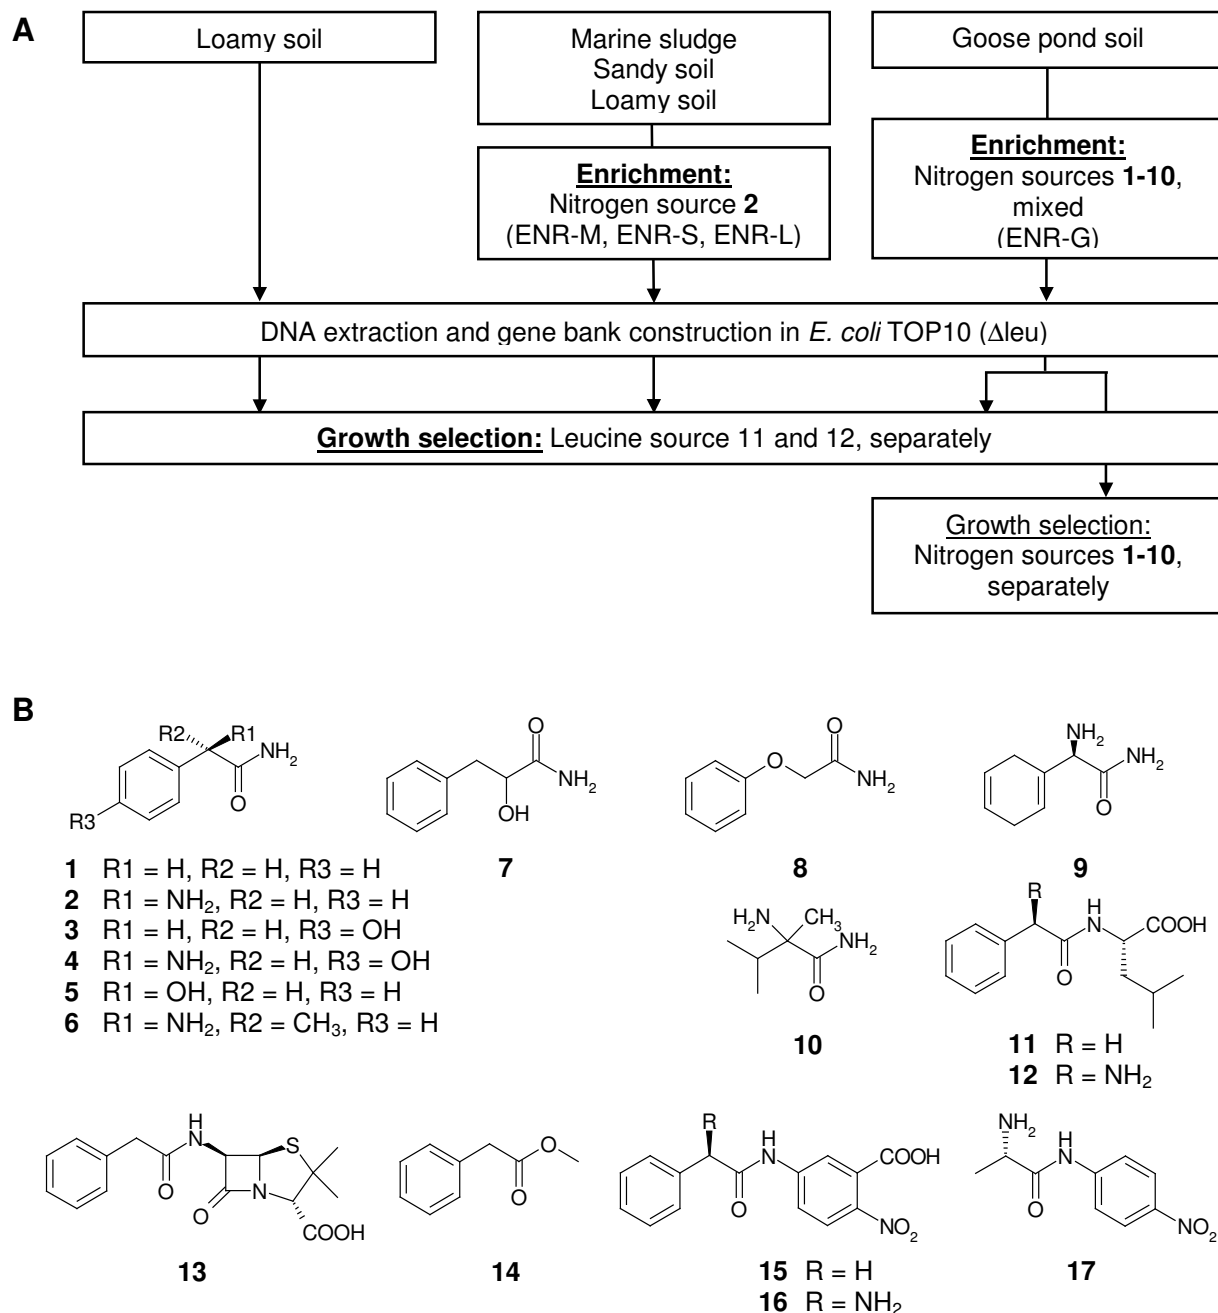 A
Loamy soil
Marine sludge
Sandy soil
Loamy soil
Goose pond soil
Enrichment:
Nitrogen source 2
(ENR-M, ENR-S, ENR-L)
Enrichment:
Nitrogen sources 1-10,
mixed
(ENR-G)
DNA extraction and gene bank construction in E. coli TOP10 (Δleu)
Growth selection: Leucine source 11 and 12, separately
Growth selection:
Nitrogen sources 1-10,
separately
B
R2 R1
NH2
O
R3
1 R1 = H, R2 = H, R3 = H
2 R1 = NH2, R2 = H, R3 = H
3 R1 = H, R2 = H, R3 = OH
4 R1 = NH2, R2 = H, R3 = OH
5 R1 = OH, R2 = H, R3 = H
6 R1 = NH2, R2 = CH3, R3 = H
O
NH2
OH
7
O
O
NH2
8
NH2
NH2
O
9
H2N
CH3
NH2
O
10
R
H
N
COOH
O
11 R = H
12 R = NH2
H
N
S
O
N
O
COOH
13
O
O
14
R
H
N
COOH
O
NO2
15 R = H
16 R = NH2
NH2
H
N
O
NO2
17